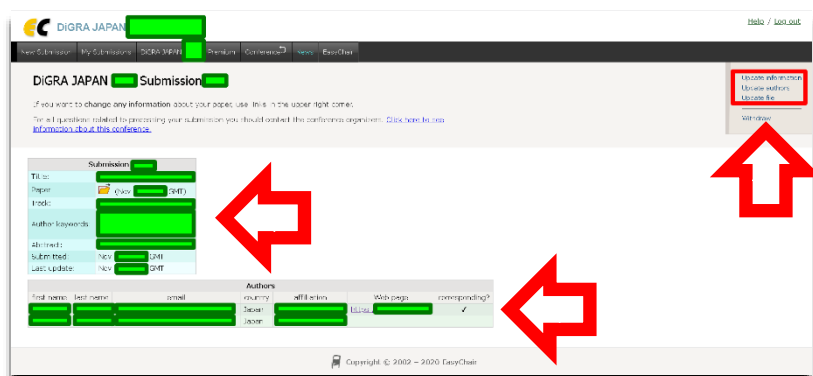 DiGRA JAPAN
Help / Log out
New Submission My Submissions DiGRA JAPAN Premium Conference News EasyChair
DiGRA JAPAN Submission
If you want to change any information about your paper, use links in the upper right corner.
For all questions related to processing your submission you should contact the conference organizers. Click here to see
information about this conference.
Update information
Update authors
Update file
Withdraw
Submission
Title:
Paper: (Nov GMT)
Track:
Author keywords
Abstract:
Submitted: Nov GMT
Last update: Nov GMT
Authors
first name last name email country affiliation Web page corresponding?
Japan https: ✓
Japan
Copyright © 2002 – 2020 EasyChair